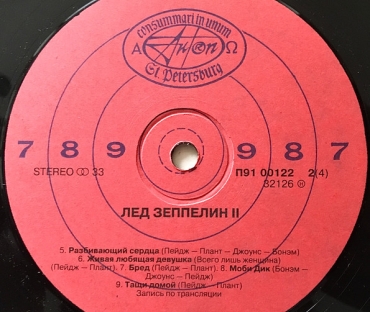 consummari in unum
А АнTроп Ω
St. Petersburg
7 8 9 9 8 7
STEREO 33 П91 00122 2(4)
32126 Ⓗ
ЛЕД ЗЕППЕЛИН II
5. Разбивающий сердца (Пейдж — Плант — Джоунс — Бонэм)
6. Живая любящая девушка (Всего лишь женщина)
(Пейдж — Плант). 7. Бред (Пейдж — Плант). 8. Моби Дик (Бонэм —
Джоунс — Пейдж)
9. Тащи домой (Пейдж — Плант)
Запись по трансляции